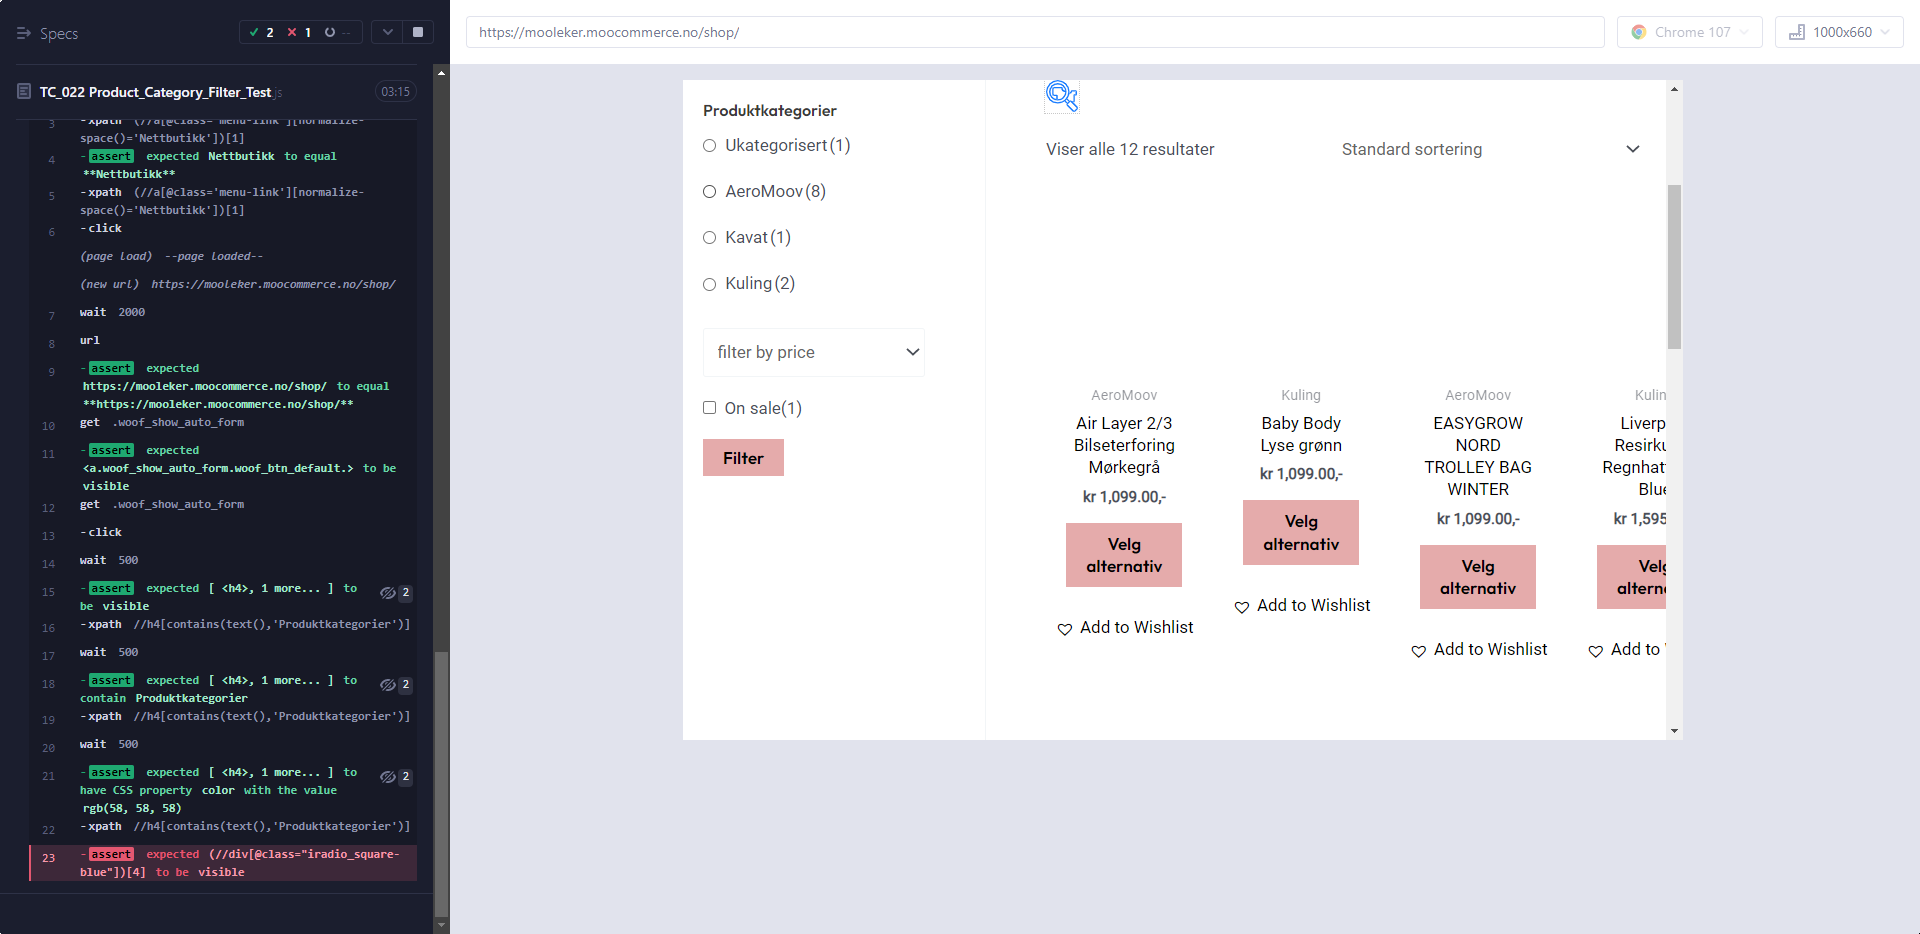 Specs
2
1
--
https://mooleker.moocommerce.no/shop/
Chrome 107
1000x660
TC_022 Product_Category_Filter_Test.js
03:15
3 -xpath (//a[@class='menu-link'][normalize-
space()='Nettbutikk'])[1]
4 -assert expected Nettbutikk to equal
**Nettbutikk**
5 -xpath (//a[@class='menu-link'][normalize-
space()='Nettbutikk'])[1]
6 -click
(page load) --page loaded--
(new url) https://mooleker.moocommerce.no/shop/
7 wait 2000
8 url
9 -assert expected
https://mooleker.moocommerce.no/shop/ to equal
**https://mooleker.moocommerce.no/shop/**
10 get .woof_show_auto_form
11 -assert expected
<a.woof_show_auto_form.woof_btn_default.> to be
visible
12 get .woof_show_auto_form
13 -click
14 wait 500
15 -assert expected [ <h4>, 1 more... ] to
be visible
2
16 -xpath //h4[contains(text(),'Produktkategorier')]
17 wait 500
18 -assert expected [ <h4>, 1 more... ] to
contain Produktkategorier
2
19 -xpath //h4[contains(text(),'Produktkategorier')]
20 wait 500
21 -assert expected [ <h4>, 1 more... ] to
have CSS property color with the value
rgb(58, 58, 58)
2
22 -xpath //h4[contains(text(),'Produktkategorier')]
23 -assert expected (//div[@class="iradio_square-
blue"])[4] to be visible
Produktkategorier
Ukategorisert(1)
AeroMoov(8)
Kavat(1)
Kuling(2)
filter by price
On sale(1)
Filter
Viser alle 12 resultater
Standard sortering
AeroMoov
Air Layer 2/3
Bilseterforing
Mørkegrå
kr 1,099.00,-
Velg
alternativ
Add to Wishlist
Kuling
Baby Body
Lyse grønn
kr 1,099.00,-
Velg
alternativ
Add to Wishlist
AeroMoov
EASYGROW
NORD
TROLLEY BAG
WINTER
kr 1,099.00,-
Velg
alternativ
Add to Wishlist
Kulin
Liverp
Resirku
Regnhat
Blue
kr 1,595
Velg
altern
Add to